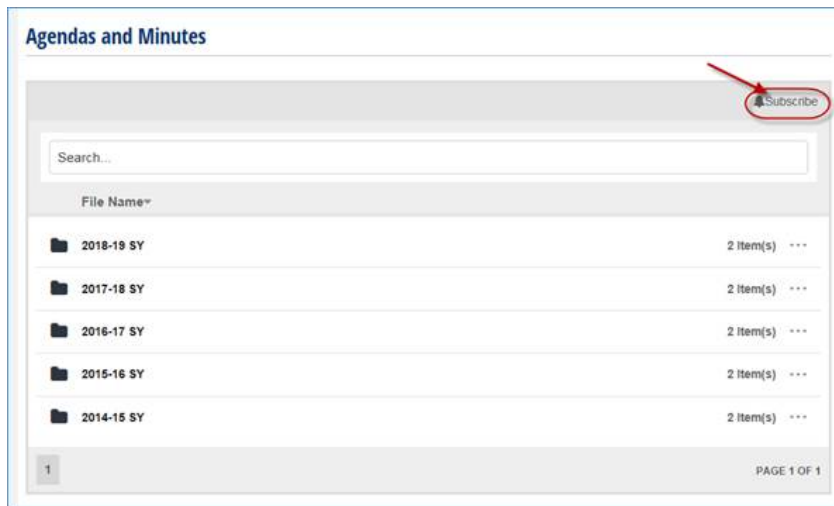 Agendas and Minutes
Subscribe
Search...
File Name
2018-19 SY 2 Item(s) ...
2017-18 SY 2 Item(s) ...
2016-17 SY 2 Item(s) ...
2015-16 SY 2 Item(s) ...
2014-15 SY 2 Item(s) ...
1 PAGE 1 OF 1